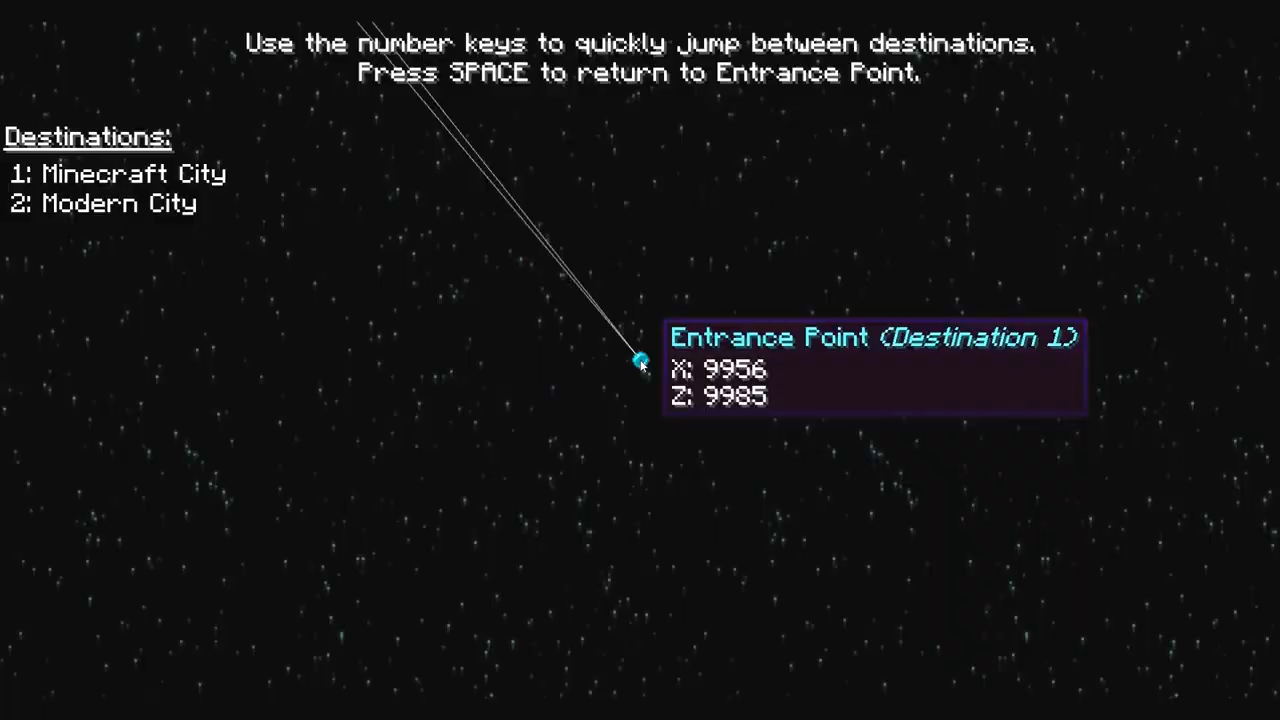 Use the number keys to quickly jump between destinations.
Press SPACE to return to Entrance Point.
Destinations:
1: Minecraft City
2: Modern City
Entrance Point (Destination 1)
X: 9956
Z: 9985